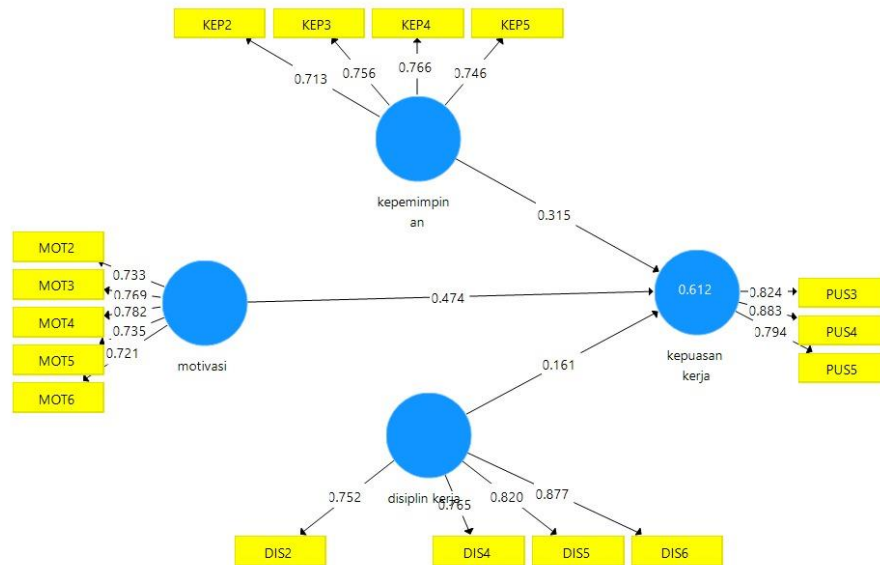 KEP2
KEP3
KEP4
KEP5
0.713
0.756
0.766
0.746
kepemimpin
an
0.315
MOT2
MOT3
MOT4
MOT5
MOT6
0.733
0.769
0.782
0.735
0.721
motivasi
0.474
0.612
kepuasan
kerja
0.824
0.883
0.794
PUS3
PUS4
PUS5
0.161
disiplin kerja
0.752
0.765
0.820
0.877
DIS2
DIS4
DIS5
DIS6